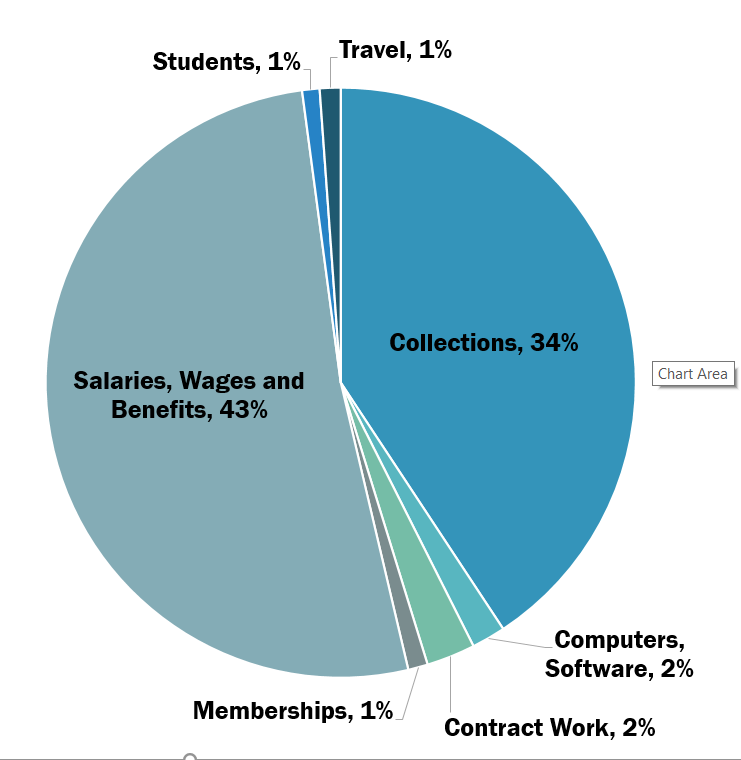 Students, 1%
Travel, 1%
Collections, 34%
Chart Area
Salaries, Wages and
Benefits, 43%
Computers,
Software, 2%
Memberships, 1%
Contract Work, 2%